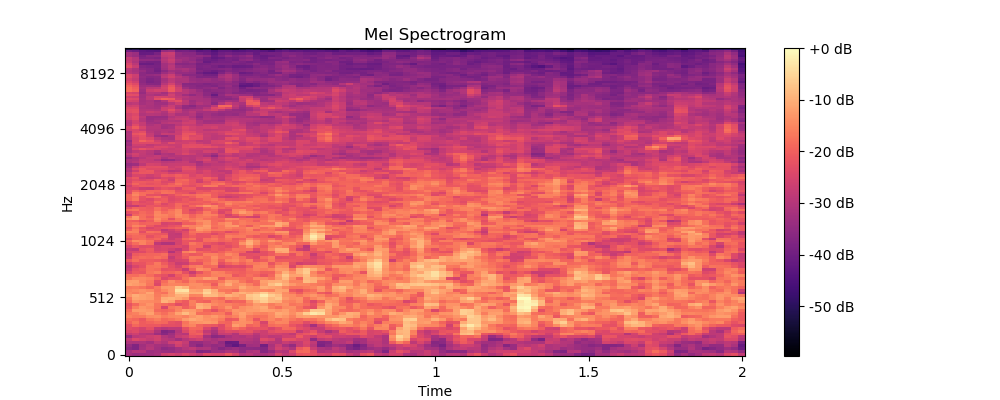 Mel Spectrogram
Hz
8192
4096
2048
1024
512
0
0 0.5 1 1.5 2
Time
+0 dB
-10 dB
-20 dB
-30 dB
-40 dB
-50 dB